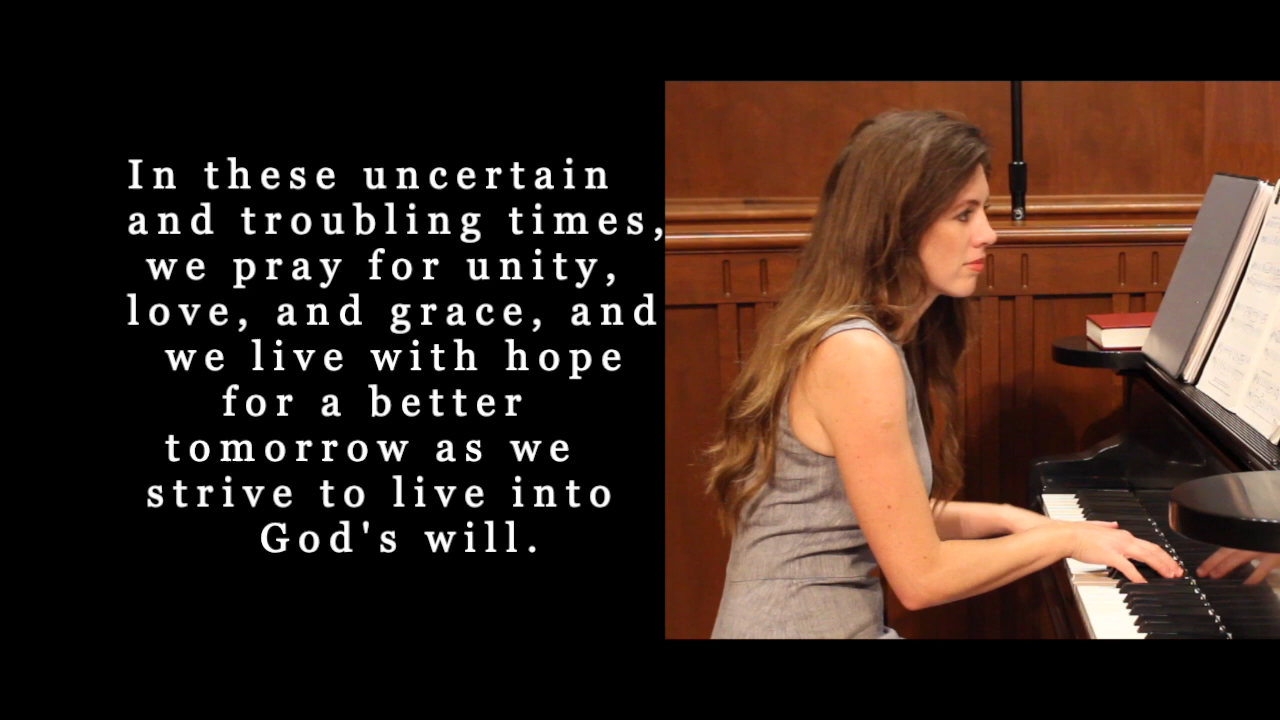 In these uncertain
and troubling times,
we pray for unity,
love, and grace, and
we live with hope
for a better
tomorrow as we
strive to live into
God's will.